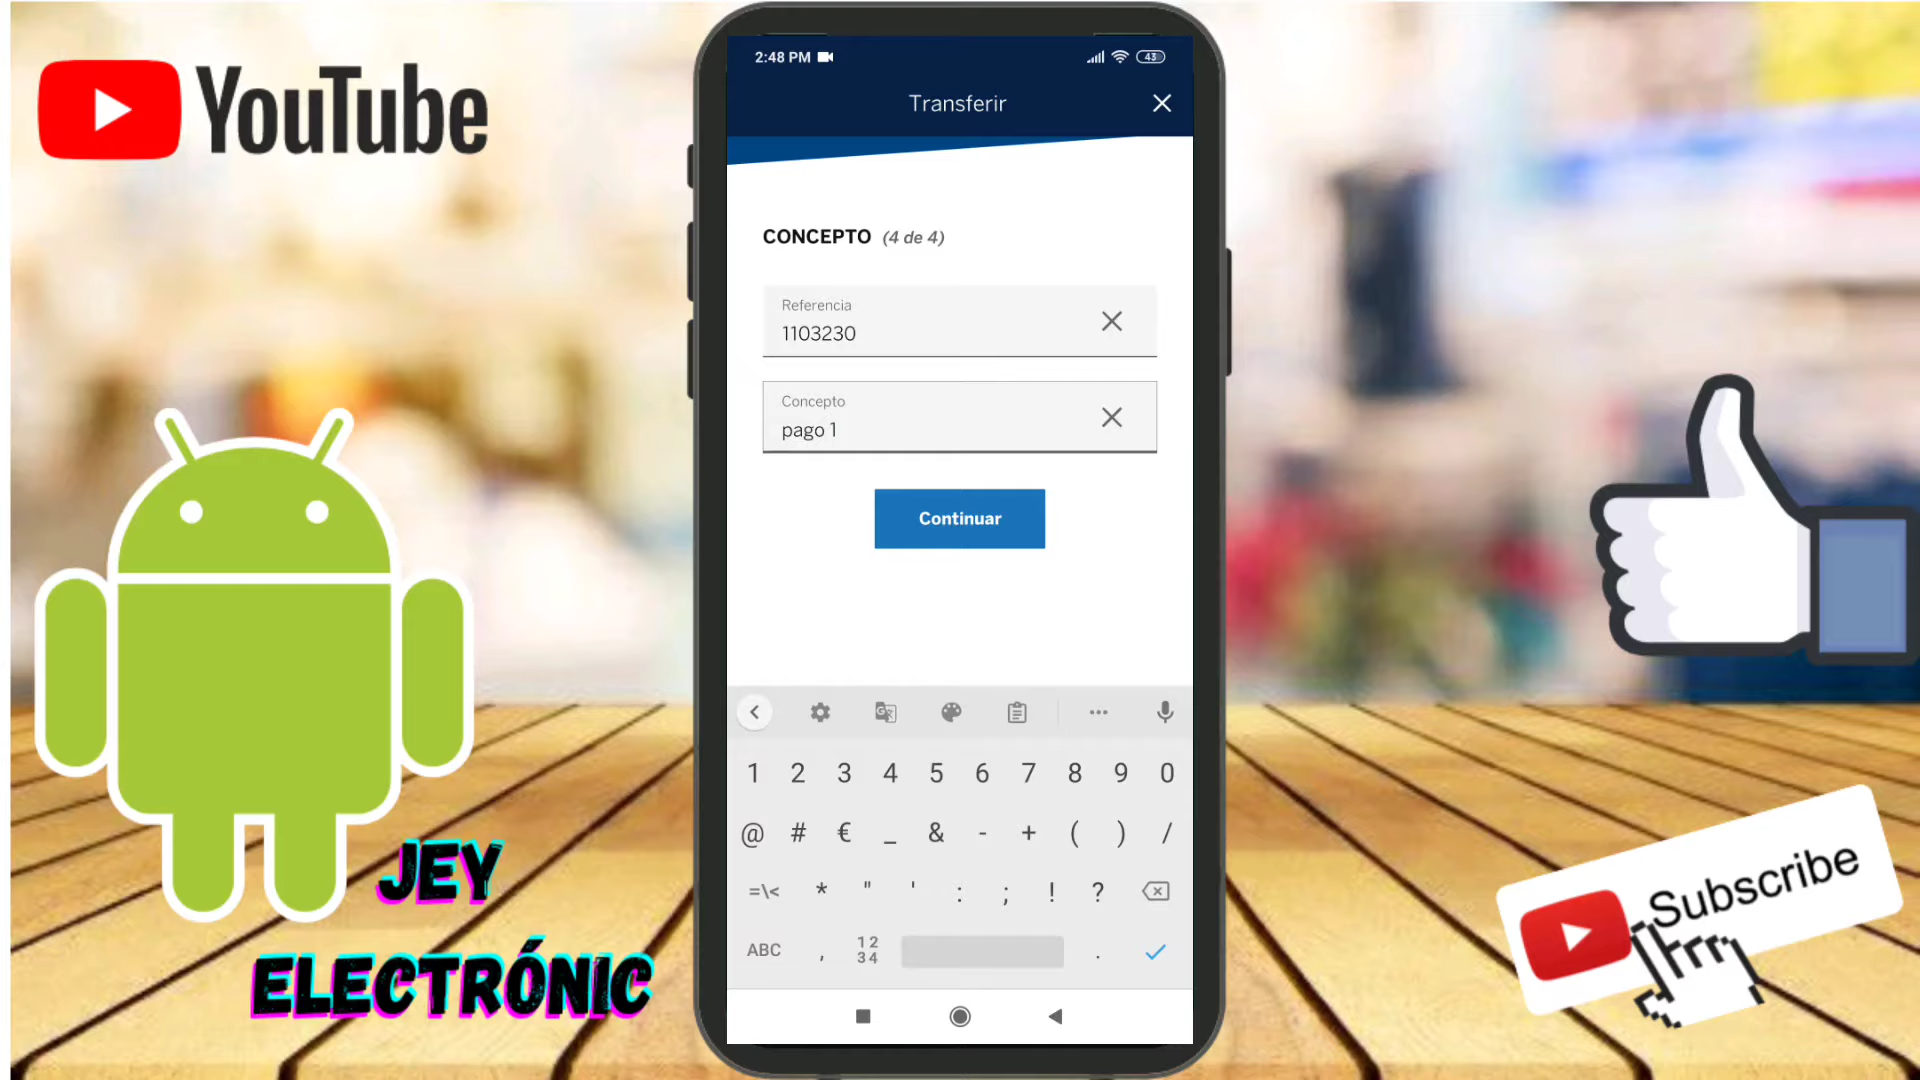 YouTube
2:48 PM
43
Transferir
CONCEPTO (4 de 4)
Referencia
1103230
Concepto
pago 1
Continuar
1 2 3 4 5 6 7 8 9 0
@ # € _ & - + ( ) /
=\< * " ' : ; ! ?
ABC , 12 34 .
JEY
ELECTRÓNIC
Subscribe